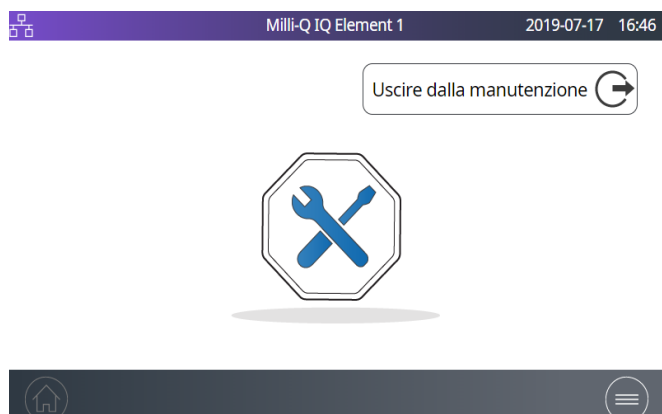 Milli-Q IQ Element 1 2019-07-17 16:46
Uscire dalla manutenzione